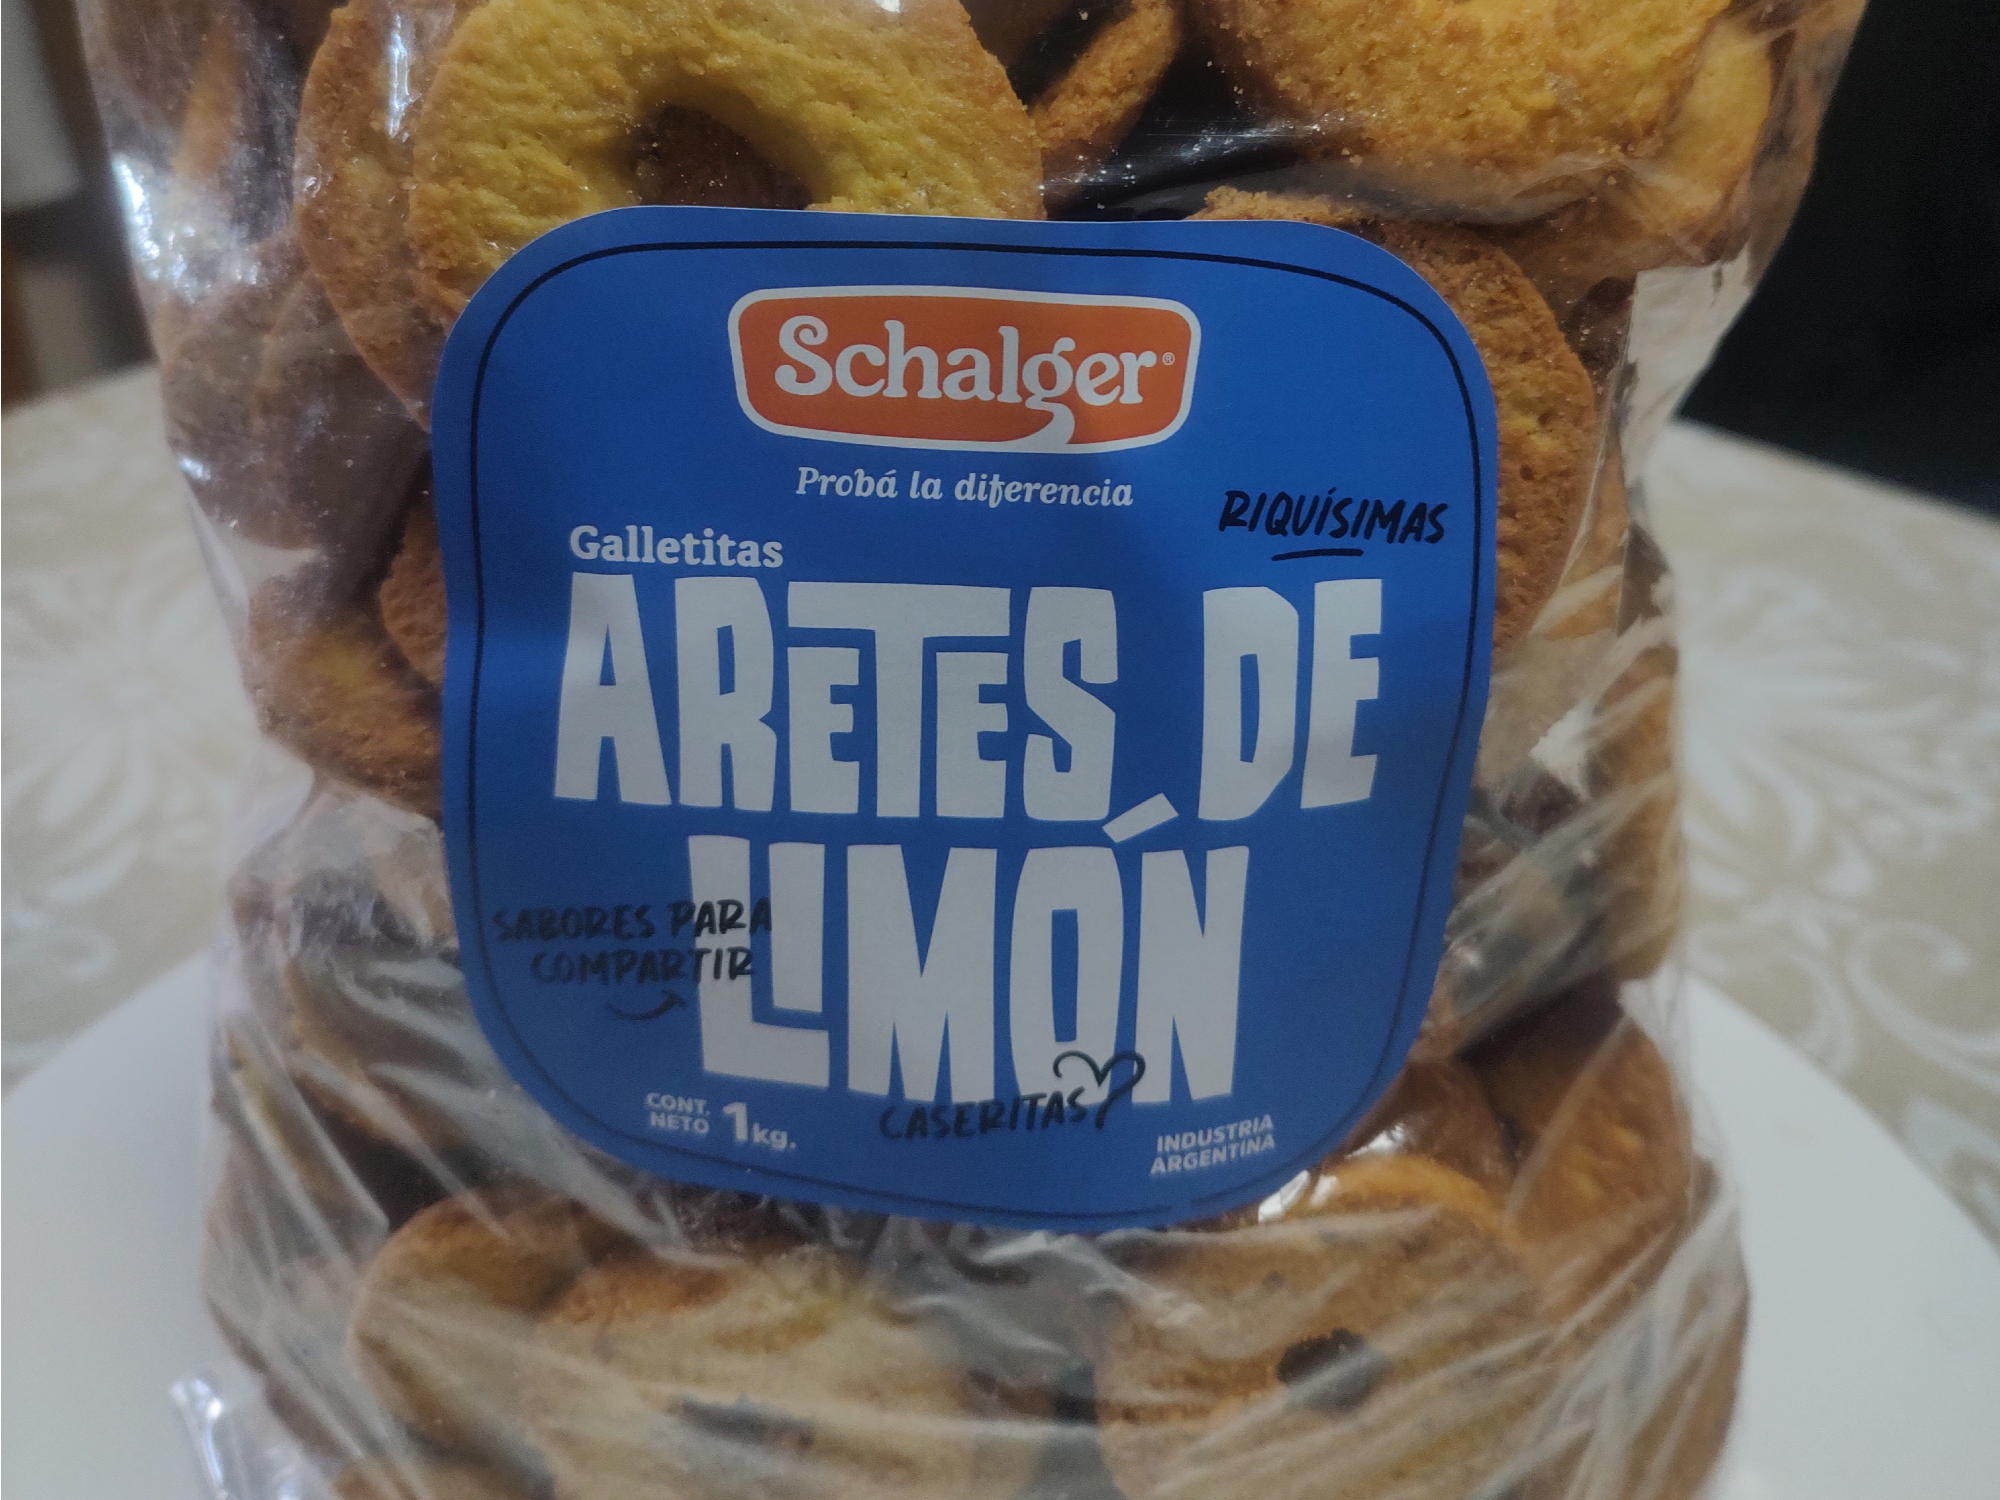 Schalger®
Probá la diferencia
RIQUÍSIMAS
Galletitas
ARETES DE
LIMÓN
SABORES PARA
COMPARTIR
CONT.
NETO 1kg.
CASERITAS
INDUSTRIA
ARGENTINA